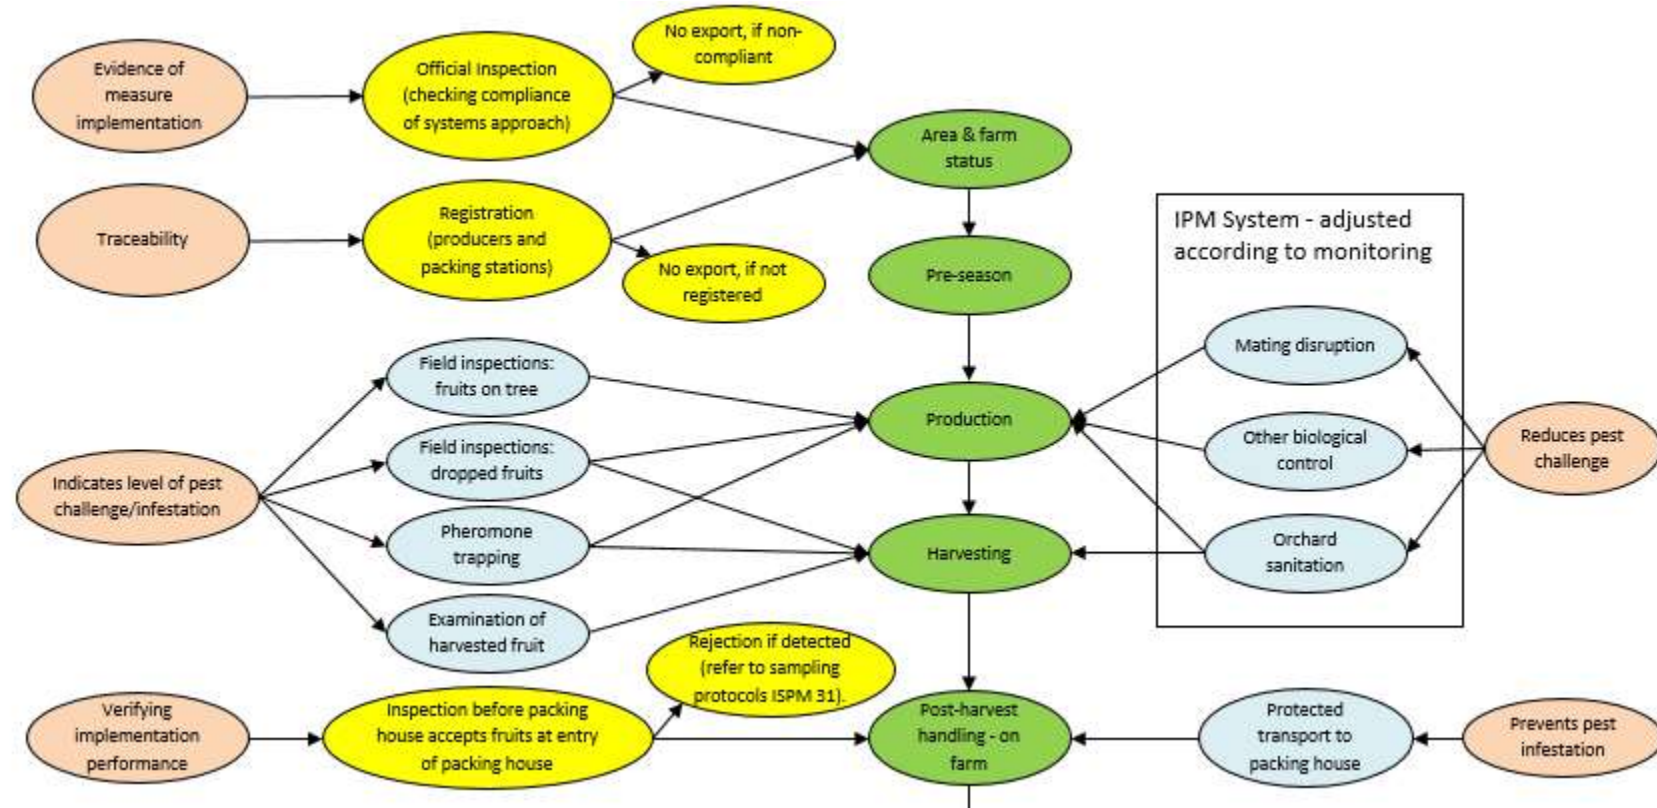 No export, if non-
compliant
Evidence of
measure
implementation
Official Inspection
(checking compliance
of systems approach)
Area & farm
status
Traceability
Registration
(producers and
packing stations)
No export, if not
registered
Pre-season
IPM System - adjusted
according to monitoring
Field inspections:
fruits on tree
Mating disruption
Production
Field inspections:
dropped fruits
Other biological
control
Reduces pest
challenge
Indicates level of pest
challenge/infestation
Pheromone
trapping
Harvesting
Orchard
sanitation
Examination of
harvested fruit
Rejection if detected
(refer to sampling
protocols ISPM 31).
Verifying
implementation
performance
Inspection before packing
house accepts fruits at entry
of packing house
Post-harvest
handling - on
farm
Protected
transport to
packing house
Prevents pest
infestation